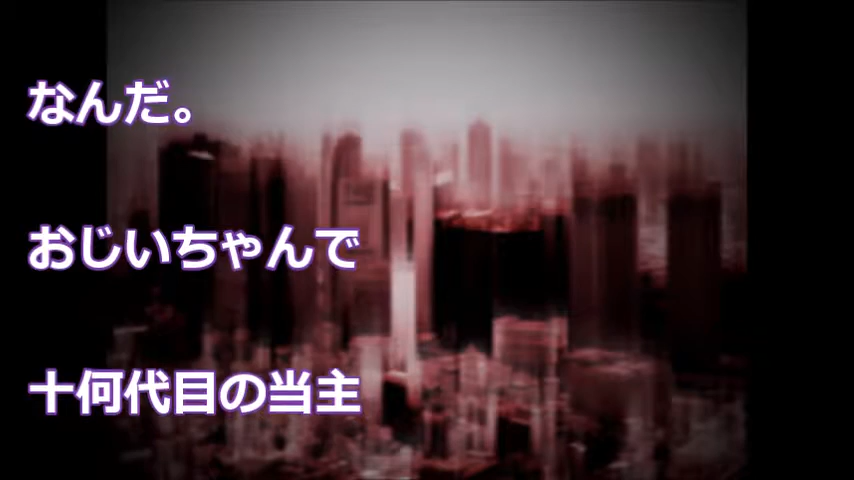 なんだ。
おじいちゃんで
十何代目の当主